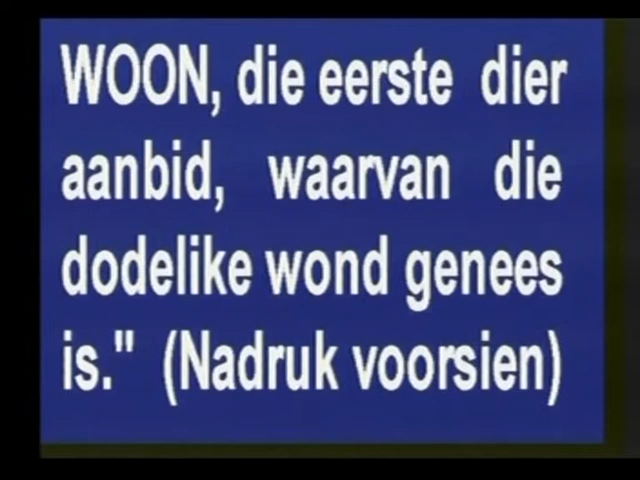 WOON, die eerste dier
aanbid, waarvan die
dodelike wond genees
is." (Nadruk voorsien)